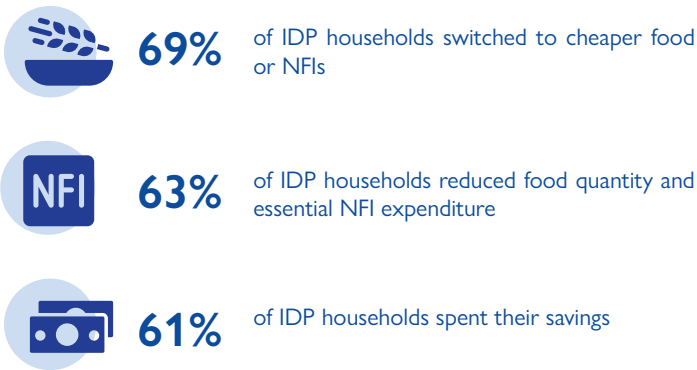 69%
of IDP households switched to cheaper food
or NFIs
NFI
63%
of IDP households reduced food quantity and
essential NFI expenditure
61%
of IDP households spent their savings